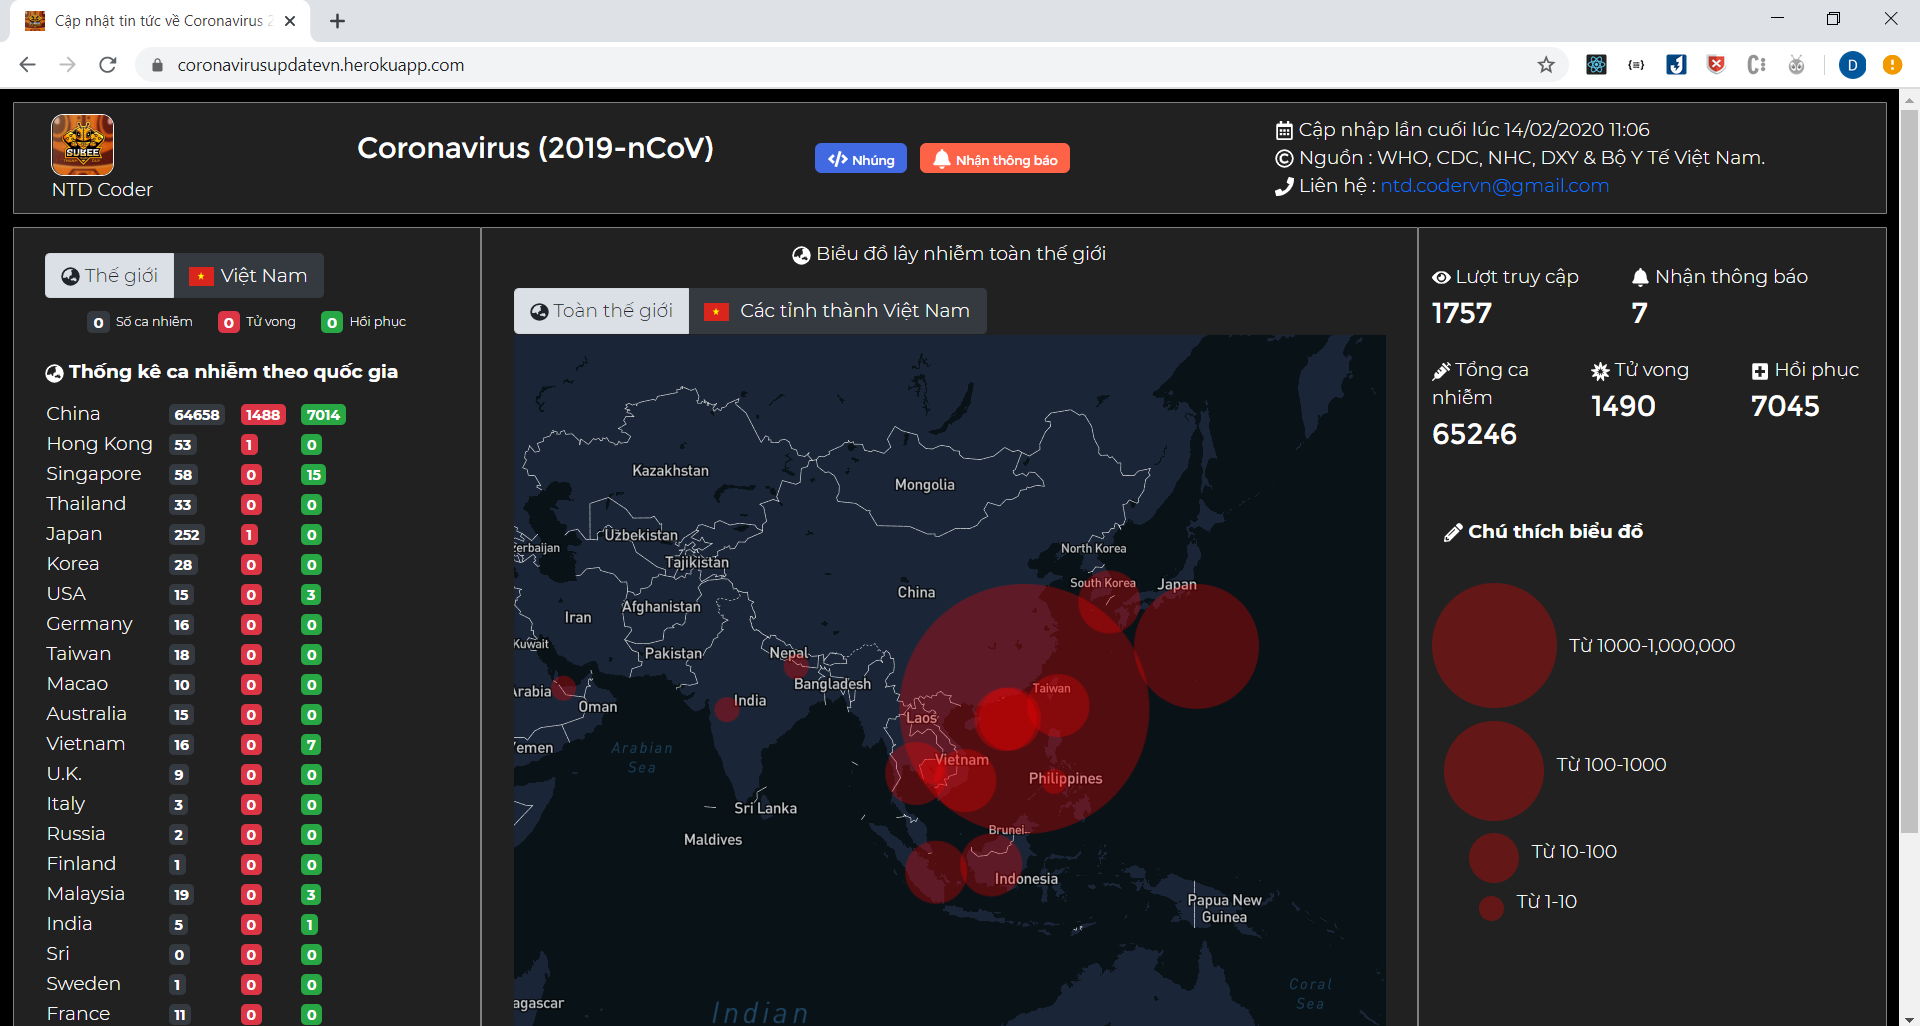 Cập nhật tin tức về Coronavirus 2
coronavirusupdatevn.herokuapp.com
D
SUBEE
NTD Coder
Coronavirus (2019-nCoV)
Nhúng
Nhận thông báo
Cập nhập lần cuối lúc 14/02/2020 11:06
Nguồn : WHO, CDC, NHC, DXY & Bộ Y Tế Việt Nam.
Liên hệ : ntd.codervn@gmail.com
Thế giới
Việt Nam
0 Số ca nhiễm 0 Tử vong 0 Hồi phục
Thống kê ca nhiễm theo quốc gia
China 64658 1488 7014
Hong Kong 53 1 0
Singapore 58 0 15
Thailand 33 0 0
Japan 252 1 0
Korea 28 0 0
USA 15 0 3
Germany 16 0 0
Taiwan 18 0 0
Macao 10 0 0
Australia 15 0 0
Vietnam 16 0 7
U.K. 9 0 0
Italy 3 0 0
Russia 2 0 0
Finland 1 0 0
Malaysia 19 0 3
India 5 0 1
Sri 0 0 0
Sweden 1 0 0
France 11 0 0
Biểu đồ lây nhiễm toàn thế giới
Toàn thế giới
Các tỉnh thành Việt Nam
Kazakhstan
Mongolia
Uzbekistan
zerbaijan
North Korea
Tajikistan
South Korea
Japan
China
Afghanistan
Iran
Kuwait
Pakistan
Nepal
Bangladesh
Taiwan
Arabia
India
Oman
Laos
Yemen
Arabian
Sea
Vietnam
Philippines
Sri Lanka
Brunei
Maldives
Indonesia
Papua New
Guinea
Coral
Sea
agascar
Indian
Lượt truy cập
1757
Nhận thông báo
7
Tổng ca
nhiễm
65246
Tử vong
1490
Hồi phục
7045
Chú thích biểu đồ
Từ 1000-1,000,000
Từ 100-1000
Từ 10-100
Từ 1-10